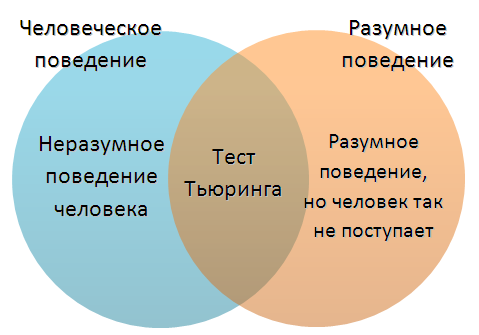 Человеческое
поведение
Разумное
поведение
Неразумное
поведение
человека
Тест
Тьюринга
Разумное
поведение,
но человек так
не поступает